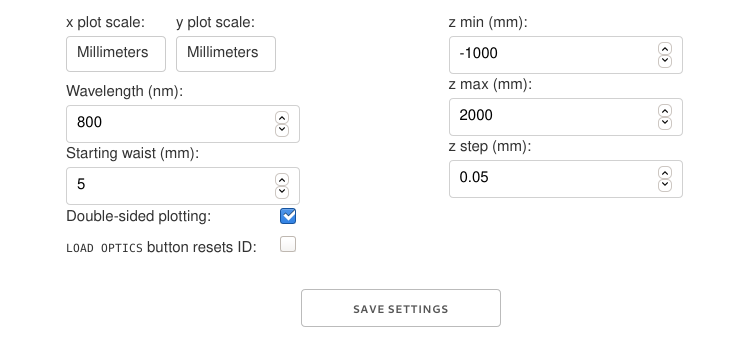 x plot scale: y plot scale:
Millimeters Millimeters
Wavelength (nm):
800
Starting waist (mm):
5
Double-sided plotting:
LOAD OPTICS button resets ID:
z min (mm):
-1000
z max (mm):
2000
z step (mm):
0.05
SAVE SETTINGS